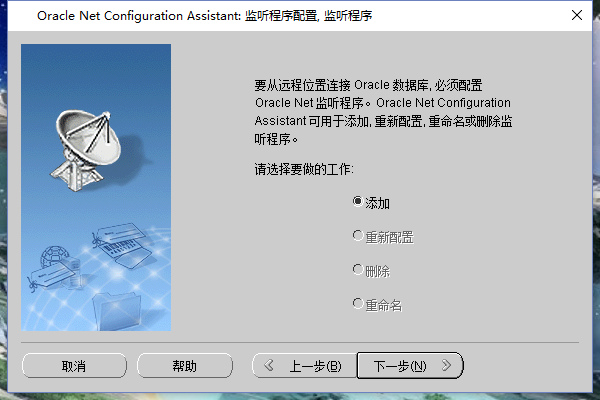 Oracle Net Configuration Assistant: 监听程序配置, 监听程序
要从远程位置连接 Oracle 数据库, 必须配置
Oracle Net 监听程序。Oracle Net Configuration
Assistant 可用于添加, 重新配置, 重命名或删除监
听程序。
请选择要做的工作:
添加
重新配置
删除
重命名
取消
帮助
上一步(B)
下一步(N)